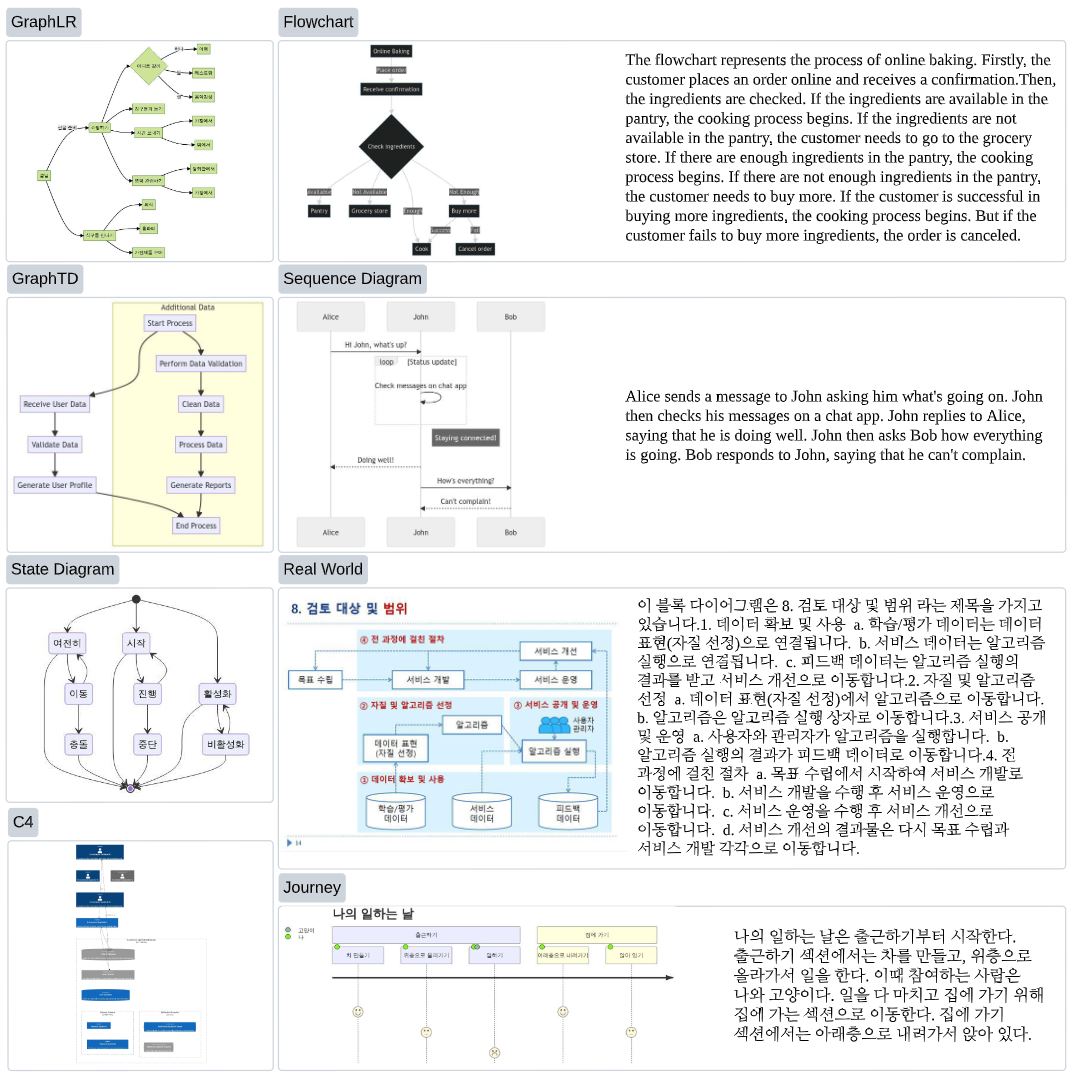 GraphLR
Flowchart
Online Baking
Place order
Receive confirmation
Check Ingredients
Available
Not Available
Not Enough
Pantry
Grocery store
Enough
Buy more
Success
Fail
Cook
Cancel order
The flowchart represents the process of online baking. Firstly, the
customer places an order online and receives a confirmation.Then,
the ingredients are checked. If the ingredients are available in the
pantry, the cooking process begins. If the ingredients are not
available in the pantry, the customer needs to go to the grocery
store. If there are enough ingredients in the pantry, the cooking
process begins. If there are not enough ingredients in the pantry,
the customer needs to buy more. If the customer is successful in
buying more ingredients, the cooking process begins. But if the
customer fails to buy more ingredients, the order is canceled.
GraphTD
Additional Data
Start Process
Perform Data Validation
Receive User Data
Clean Data
Validate Data
Process Data
Generate User Profile
Generate Reports
End Process
Sequence Diagram
Alice
John
Bob
Hi John, what's up?
loop
[Status update]
Check messages on chat app
Staying connected!
Doing well!
How's everything?
Can't complain!
Alice
John
Bob
Alice sends a message to John asking him what's going on. John
then checks his messages on a chat app. John replies to Alice,
saying that he is doing well. John then asks Bob how everything
is going. Bob responds to John, saying that he can't complain.
State Diagram
여전히
시작
이동
진행
활성화
충돌
중단
비활성화
Real World
8. 검토 대상 및 범위
④ 전 과정에 걸친 절차
서비스 개선
목표 수립
서비스 개발
서비스 운영
② 자질 및 알고리즘 선정
③ 서비스 공개 및 운영
알고리즘
사용자
관리자
데이터 표현
(자질 선정)
알고리즘 실행
① 데이터 확보 및 사용
학습/평가
데이터
서비스
데이터
피드백
데이터
14
이 블록 다이어그램은 8. 검토 대상 및 범위 라는 제목을 가지고
있습니다.1. 데이터 확보 및 사용 a. 학습/평가 데이터는 데이터
표현(자질 선정)으로 연결됩니다. b. 서비스 데이터는 알고리즘
실행으로 연결됩니다. c. 피드백 데이터는 알고리즘 실행의
결과를 받고 서비스 개선으로 이동합니다.2. 자질 및 알고리즘
선정 a. 데이터 표현(자질 선정)에서 알고리즘으로 이동합니다.
b. 알고리즘은 알고리즘 실행 상자로 이동합니다.3. 서비스 공개
및 운영 a. 사용자와 관리자가 알고리즘을 실행합니다. b.
알고리즘 실행의 결과가 피드백 데이터로 이동합니다.4. 전
과정에 걸친 절차 a. 목표 수립에서 시작하여 서비스 개발로
이동합니다. b. 서비스 개발을 수행 후 서비스 운영으로
이동합니다. c. 서비스 운영을 수행 후 서비스 개선으로
이동합니다. d. 서비스 개선의 결과물은 다시 목표 수립과
서비스 개발 각각으로 이동합니다.
C4
Journey
나의 일하는 날
고양이
나
출근하기
집에 가기
차 만들기
위층으로 올라가기
일하기
아래층으로 내려가기
앉아 있기
나의 일하는 날은 출근하기부터 시작한다.
출근하기 섹션에서는 차를 만들고, 위층으로
올라가서 일을 한다. 이때 참여하는 사람은
나와 고양이다. 일을 다 마치고 집에 가기 위해
집에 가는 섹션으로 이동한다. 집에 가기
섹션에서는 아래층으로 내려가서 앉아 있다.